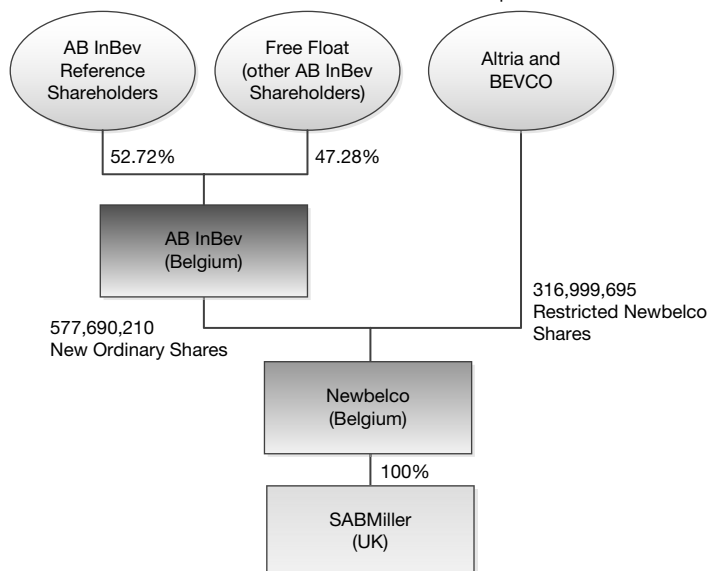 AB InBev
Reference
Shareholders
Free Float
(other AB InBev
Shareholders)
Altria and
BEVCO
52.72%
47.28%
AB InBev
(Belgium)
577,690,210
New Ordinary Shares
316,999,695
Restricted Newbelco
Shares
Newbelco
(Belgium)
100%
SABMiller
(UK)